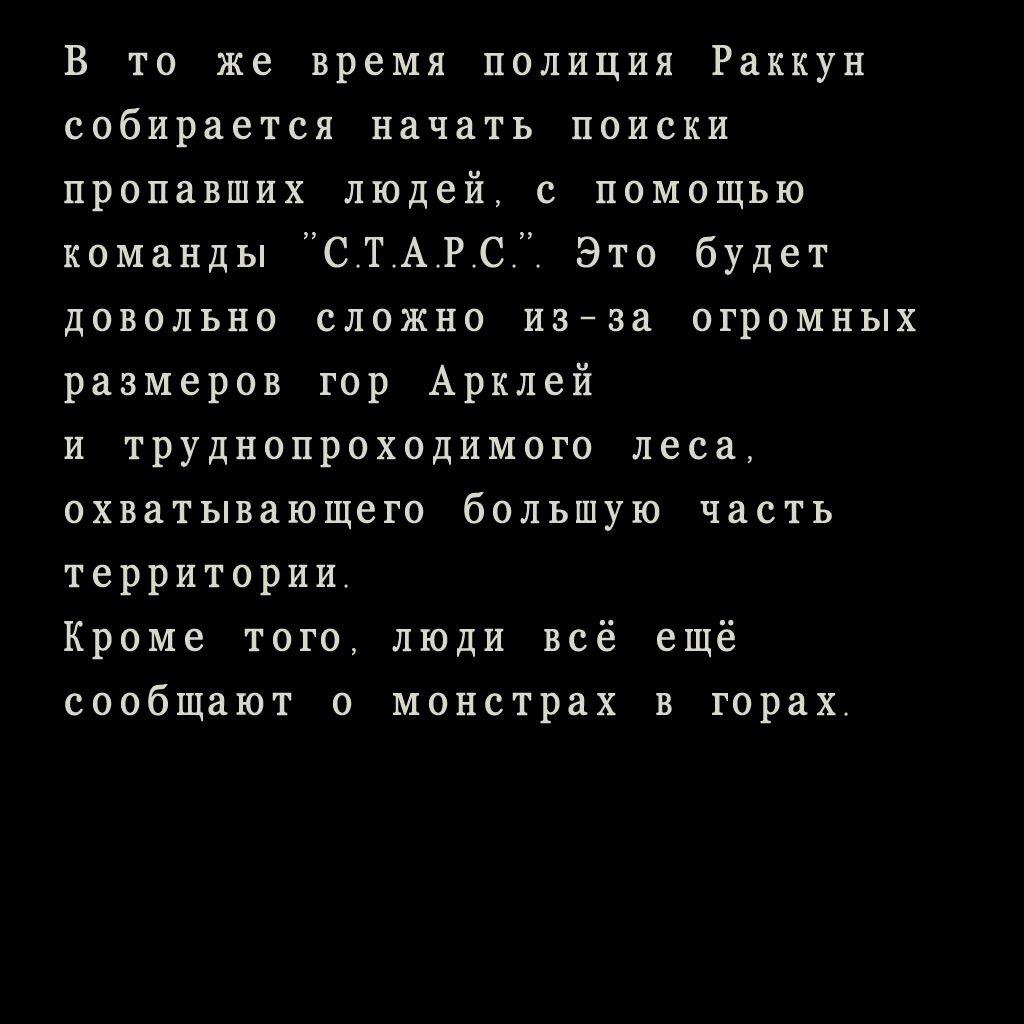 В то же время полиция Раккун
собирается начать поиски
пропавших людей, с помощью
команды ”С.Т.А.Р.С.”. Это будет
довольно сложно из-за огромных
размеров гор Арклей
и труднопроходимого леса,
охватывающего большую часть
территории.
Кроме того, люди всё ещё
сообщают о монстрах в горах.